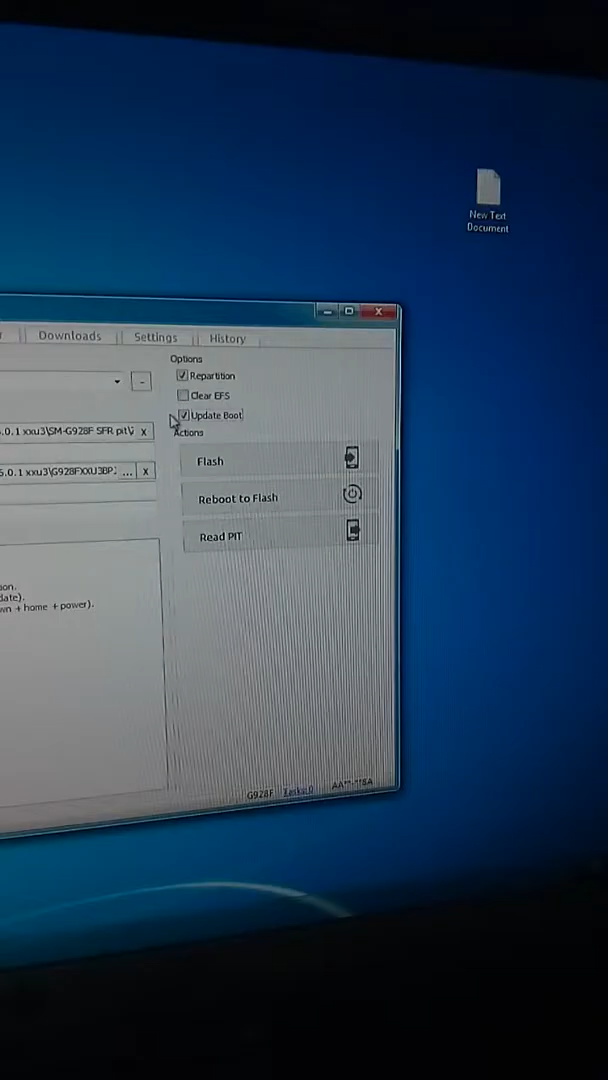 New Text
Document
Downloads
Settings
History
Options
Repartition
Clear EFS
Update Boot
Actions
5.0.1 xxu3\SM-G928F SFR pit\
X
5.0.1 xxu3\G928FXXU3BP
...
X
Flash
Reboot to Flash
Read PIT
ion.
date).
wn + home + power).
G928F